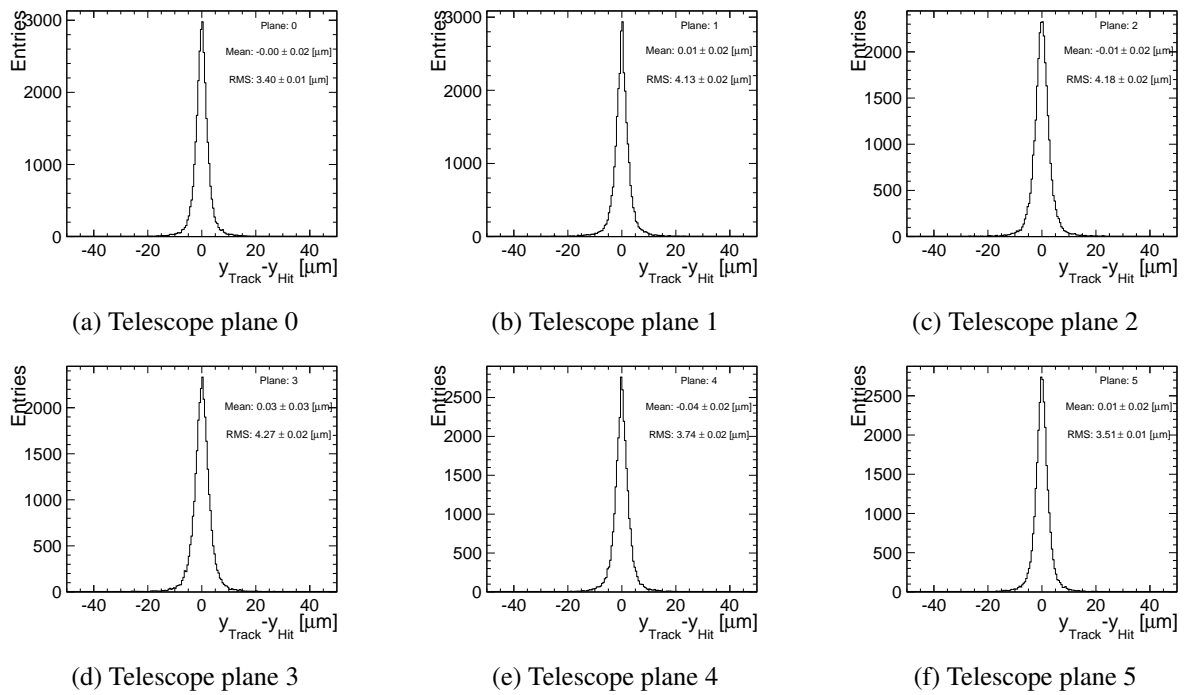 Entries
3000
2000
1000
0
-40 -20 0 20 40
y_Track-y_Hit [μm]
Plane: 0
Mean: -0.00 ± 0.02 [μm]
RMS: 3.40 ± 0.01 [μm]
(a) Telescope plane 0
Entries
3000
2000
1000
0
-40 -20 0 20 40
y_Track-y_Hit [μm]
Plane: 1
Mean: 0.01 ± 0.02 [μm]
RMS: 4.13 ± 0.02 [μm]
(b) Telescope plane 1
Entries
2000
1500
1000
500
0
-40 -20 0 20 40
y_Track-y_Hit [μm]
Plane: 2
Mean: -0.01 ± 0.02 [μm]
RMS: 4.18 ± 0.02 [μm]
(c) Telescope plane 2
Entries
2000
1500
1000
500
0
-40 -20 0 20 40
y_Track-y_Hit [μm]
Plane: 3
Mean: 0.03 ± 0.03 [μm]
RMS: 4.27 ± 0.02 [μm]
(d) Telescope plane 3
Entries
2500
2000
1500
1000
500
0
-40 -20 0 20 40
y_Track-y_Hit [μm]
Plane: 4
Mean: -0.04 ± 0.02 [μm]
RMS: 3.74 ± 0.02 [μm]
(e) Telescope plane 4
Entries
2500
2000
1500
1000
500
0
-40 -20 0 20 40
y_Track-y_Hit [μm]
Plane: 5
Mean: 0.01 ± 0.02 [μm]
RMS: 3.51 ± 0.01 [μm]
(f) Telescope plane 5